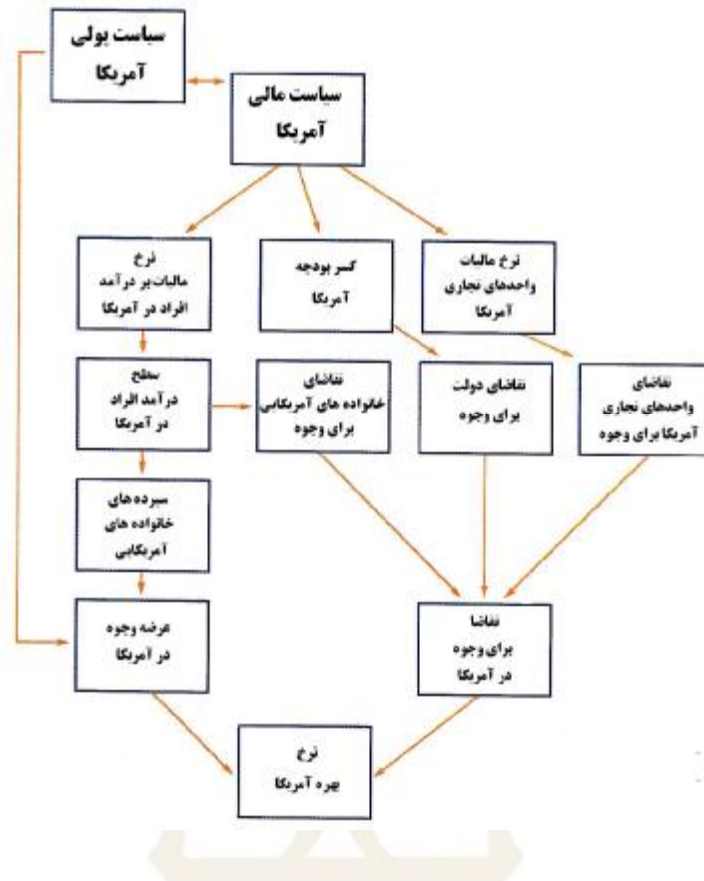 سیاست پولی
آمریکا
سیاست مالی
آمریکا
نرخ
مالیات بر درآمد
افراد در آمریکا
کسر بودجه
آمریکا
نرخ مالیات
واحدهای تجاری
آمریکا
سطح
درآمد افراد
در آمریکا
تقاضای
خانواده های آمریکایی
برای وجوه
تقاضای دولت
برای وجوه
تقاضای
واحدهای تجاری
آمریکا برای وجوه
سپرده های
خانواده های
آمریکایی
عرضه وجوه
در آمریکا
تقاضا
برای وجوه
در آمریکا
نرخ
بهره آمریکا